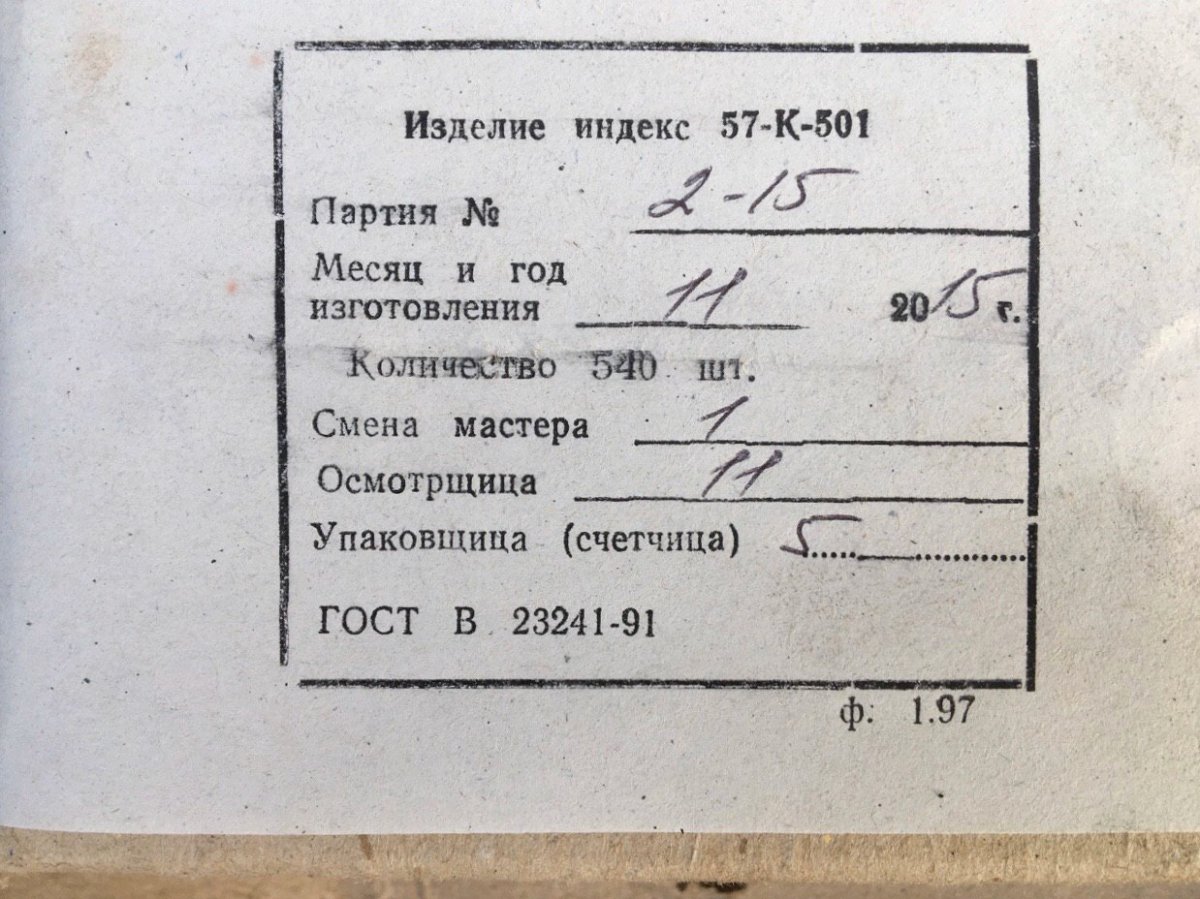 Изделие индекс 57-К-501
Партия № 2-15
Месяц и год
изготовления 11 2015 г.
Количество 540 шт.
Смена мастера 1
Осмотрщица 11
Упаковщица (счетчица) 5
ГОСТ В 23241-91
ф. 1.97